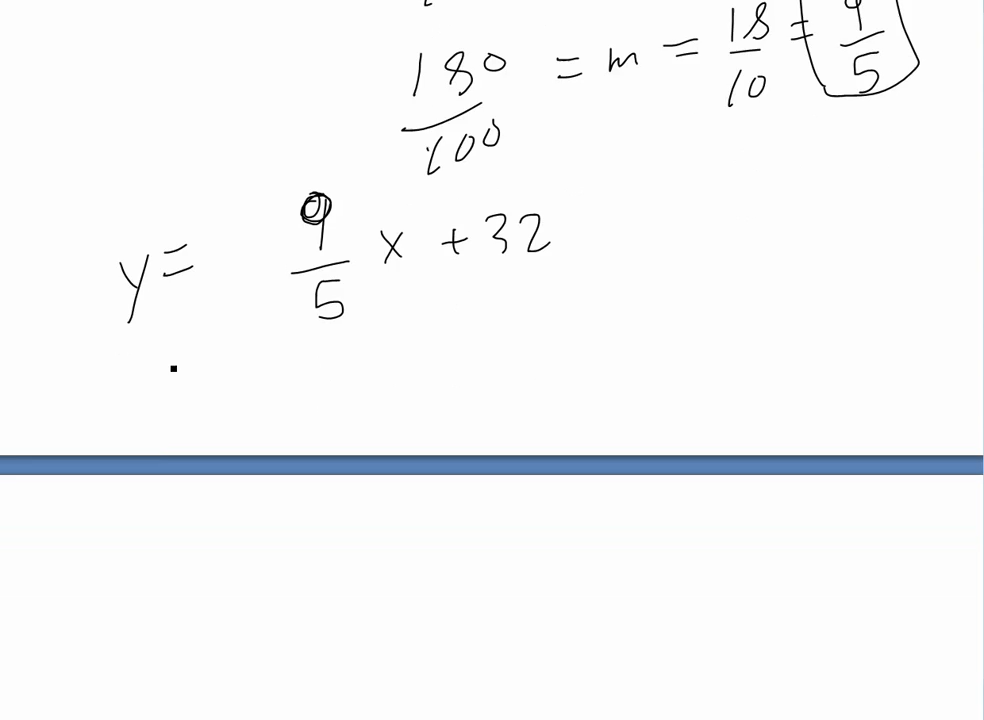 180/100 = m = 18/10 = 9/5
y = 9/5 x + 32